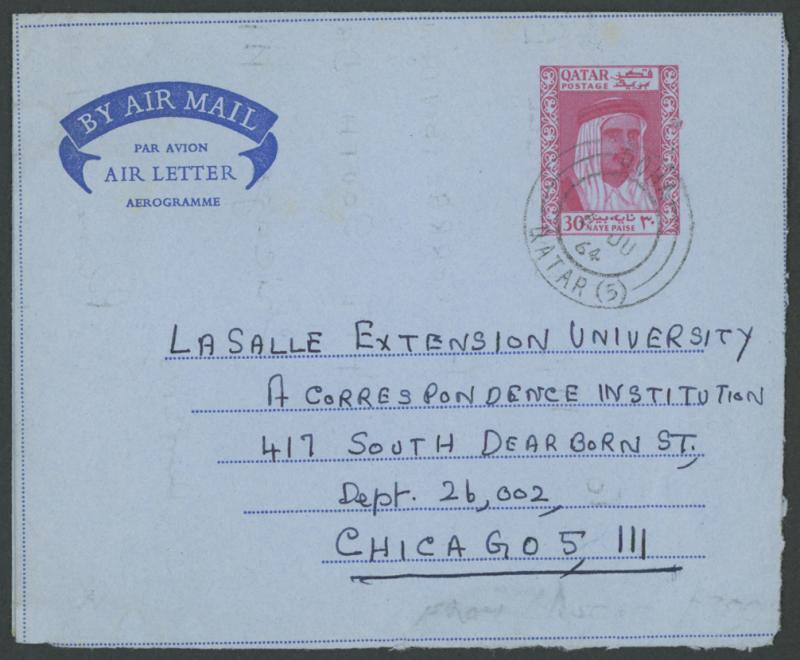 BY AIR MAIL
PAR AVION
AIR LETTER
AEROGRAMME
QATAR قطر
POSTAGE بريد
30 NAYE PAISE نايه بيس ٣٠
64
QATAR (5)
LASALLE EXTENSION UNIVERSITY
A CORRESPONDENCE INSTITUTION
417 SOUTH DEARBORN ST,
Dept. 26,002,
CHICAGO 5, Ill